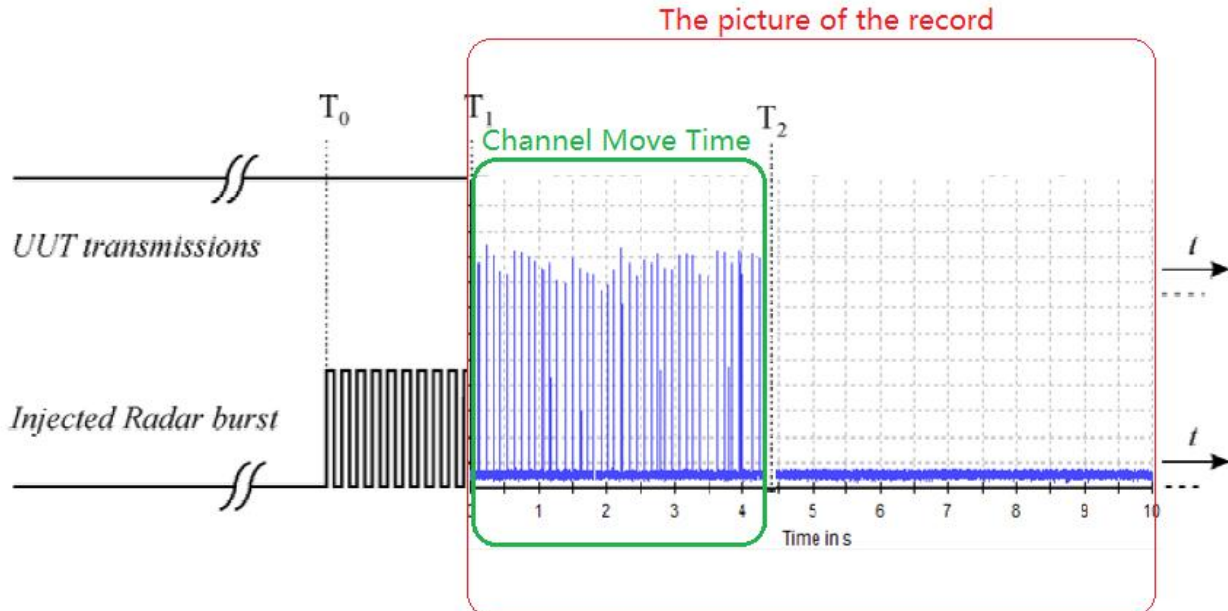 The picture of the record
T0
T1
T2
Channel Move Time
UUT transmissions
t
Injected Radar burst
t
1 2 3 4 5 6 7 8 9 10
Time in s